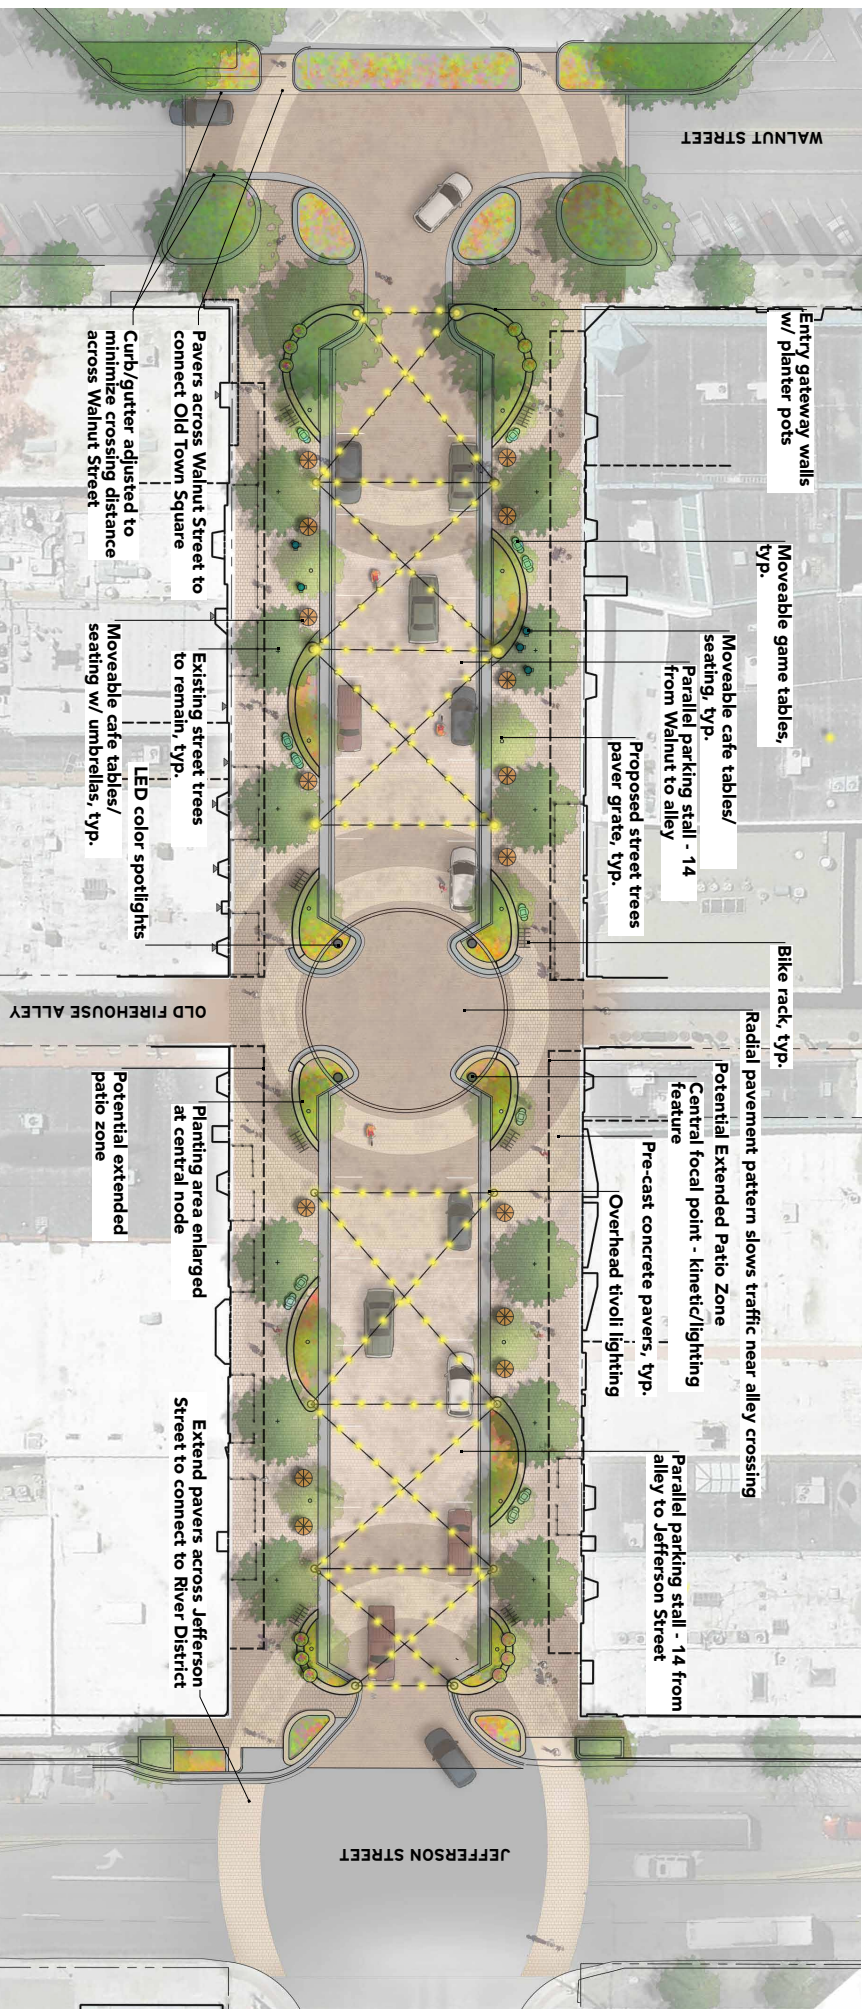 WALNUT STREET
Entry gateway walls
w/ planter pots
Moveable game tables,
typ.
Moveable cafe tables/
seating, typ.
Parallel parking stall - 14
from Walnut to alley
Proposed street trees
paver grate, typ.
Bike rack, typ.
Radial pavement pattern slows traffic near alley crossing
Potential Extended Patio Zone
Central focal point - kinetic/lighting
feature
Pre-cast concrete pavers, typ.
Overhead tivoli lighting
Parallel parking stall - 14 from
alley to Jefferson Street
Pavers across Walnut Street to
connect Old Town Square
Curb/gutter adjusted to
minimize crossing distance
across Walnut Street
Existing street trees
to remain, typ.
Moveable cafe tables/
seating w/ umbrellas, typ.
LED color spotlights
OLD FIREHOUSE ALLEY
Potential extended
patio zone
Planting area enlarged
at central node
Extend pavers across Jefferson
Street to connect to River District
JEFFERSON STREET